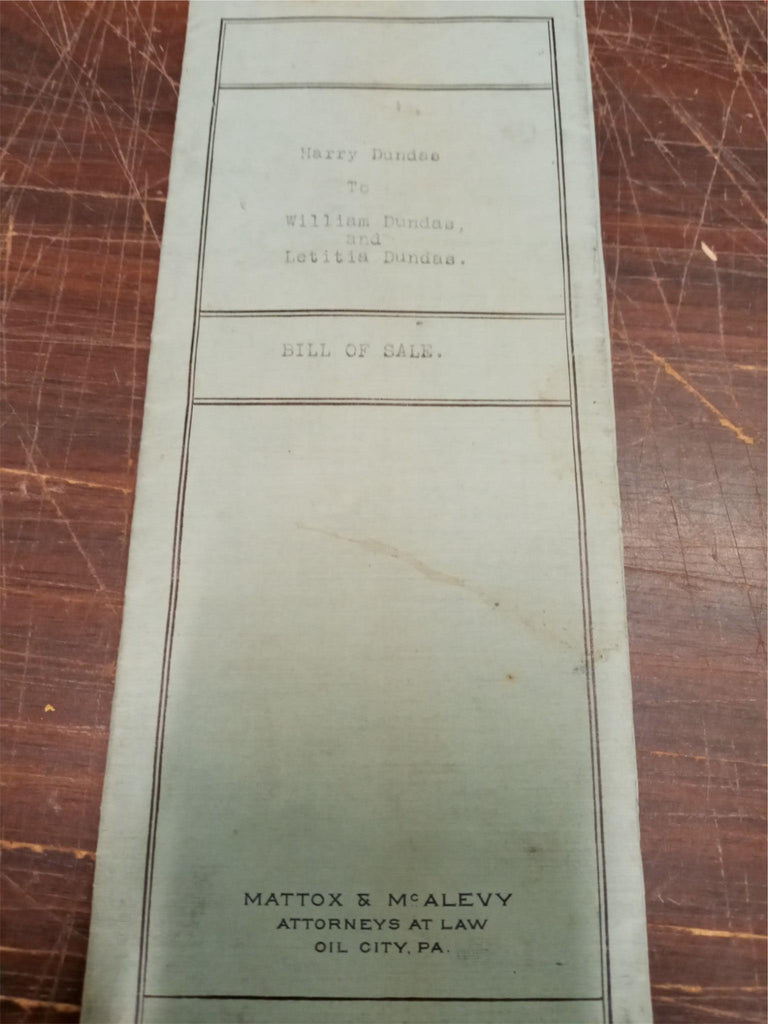 Harry Dundas
To
William Dundas,
and
Letitia Dundas.
BILL OF SALE.
MATTOX & McALEVY
ATTORNEYS AT LAW
OIL CITY, PA.